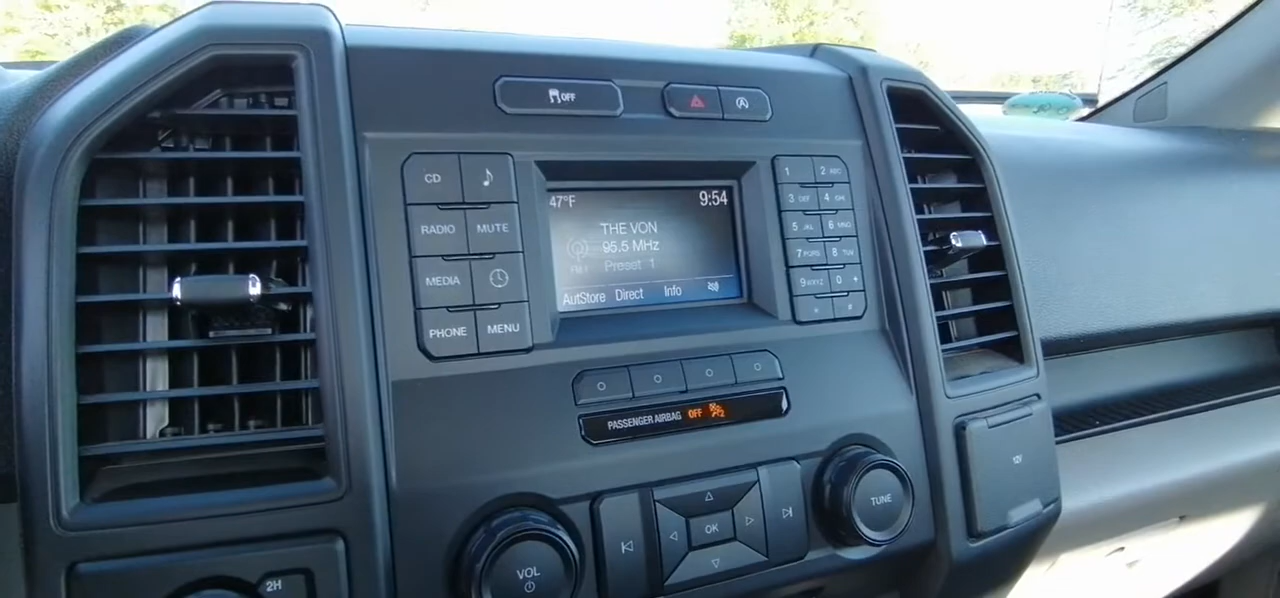 OFF
CD
RADIO MUTE
MEDIA
PHONE MENU
47°F 9:54
THE VON
95.5 MHz
Preset 1
AutoStore Direct Info
1 2 ABC
3 DEF 4 GHI
5 JKL 6 MNO
7 PQRS 8 TUV
9 WXYZ 0 +
* #
PASSENGER AIRBAG OFF
OK
VOL
TUNE
12V
2H